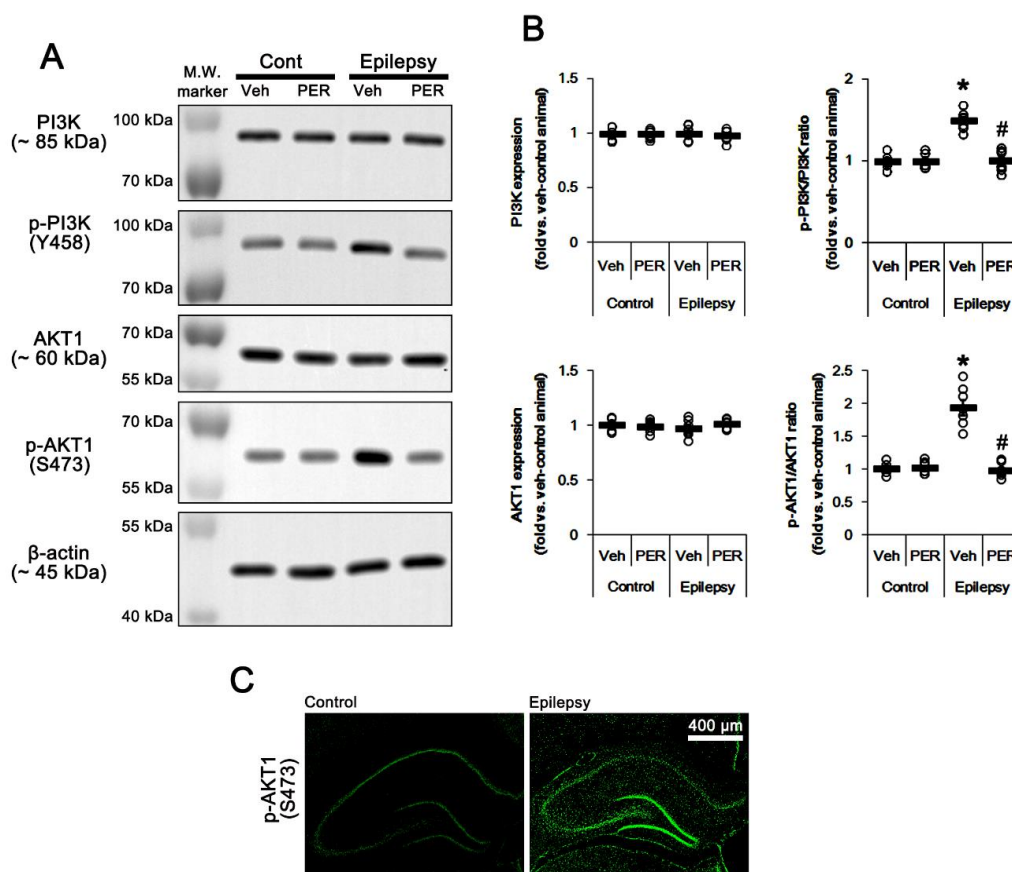 A
M.W.
marker
Cont
Epilepsy
Veh
PER
Veh
PER
PI3K
(~ 85 kDa)
100 kDa
70 kDa
p-PI3K
(Y458)
100 kDa
70 kDa
AKT1
(~ 60 kDa)
70 kDa
55 kDa
p-AKT1
(S473)
70 kDa
55 kDa
β-actin
(~ 45 kDa)
55 kDa
40 kDa
B
PI3K expression
(fold vs. veh-control animal)
1.5
1
0.5
0
Veh
PER
Veh
PER
Control
Epilepsy
p-PI3K/PI3K ratio
(fold vs. veh-control animal)
2
1
0
*
#
Veh
PER
Veh
PER
Control
Epilepsy
AKT1 expression
(fold vs. veh-control animal)
1.5
1
0.5
0
Veh
PER
Veh
PER
Control
Epilepsy
p-AKT1/AKT1 ratio
(fold vs. veh-control animal)
2.5
2
1.5
1
0.5
0
*
#
Veh
PER
Veh
PER
Control
Epilepsy
C
Control
Epilepsy
p-AKT1
(S473)
400 μm